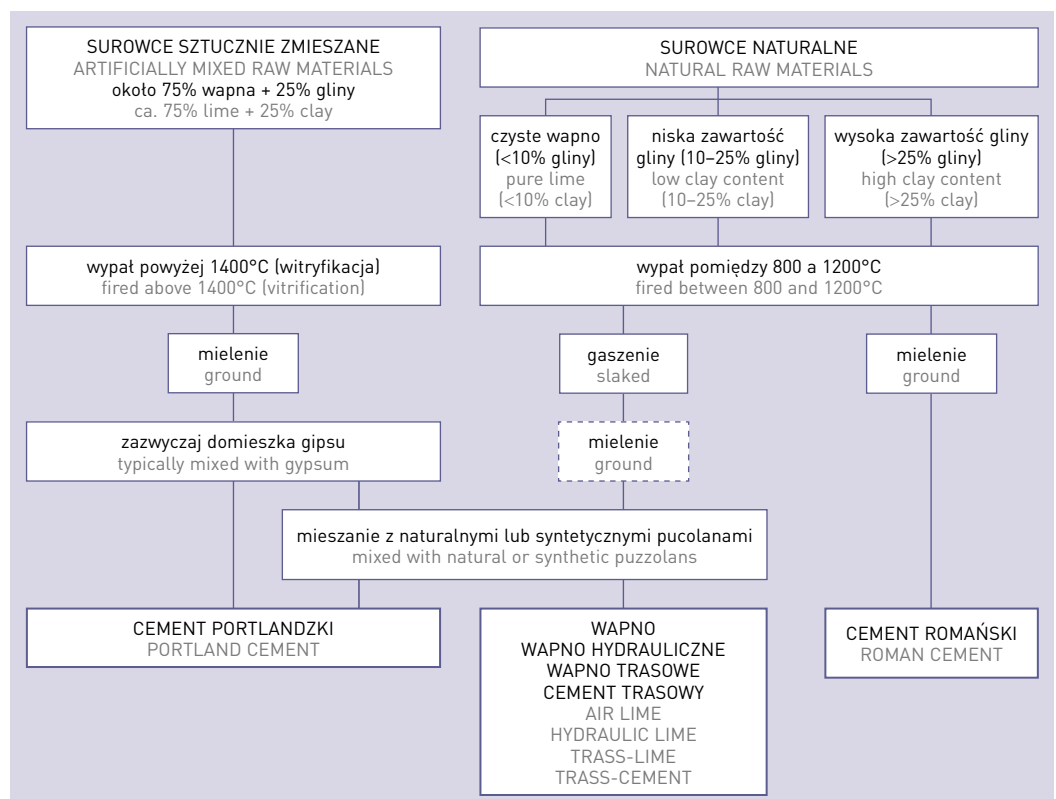 SUROWCE SZTUCZNIE ZMIESZANE
ARTIFICIALLY MIXED RAW MATERIALS
około 75% wapna + 25% gliny
ca. 75% lime + 25% clay
SUROWCE NATURALNE
NATURAL RAW MATERIALS
czyste wapno
(<10% gliny)
pure lime
(<10% clay)
niska zawartość
gliny (10–25% gliny)
low clay content
(10–25% clay)
wysoka zawartość gliny
(>25% gliny)
high clay content
(>25% clay)
wypał powyżej 1400°C (witryfikacja)
fired above 1400°C (vitrification)
wypał pomiędzy 800 a 1200°C
fired between 800 and 1200°C
mielenie
ground
gaszenie
slaked
mielenie
ground
zazwyczaj domieszka gipsu
typically mixed with gypsum
mielenie
ground
mieszanie z naturalnymi lub syntetycznymi pucolanami
mixed with natural or synthetic puzzolans
CEMENT PORTLANDZKI
PORTLAND CEMENT
WAPNO
WAPNO HYDRAULICZNE
WAPNO TRASOWE
CEMENT TRASOWY
AIR LIME
HYDRAULIC LIME
TRASS-LIME
TRASS-CEMENT
CEMENT ROMAŃSKI
ROMAN CEMENT